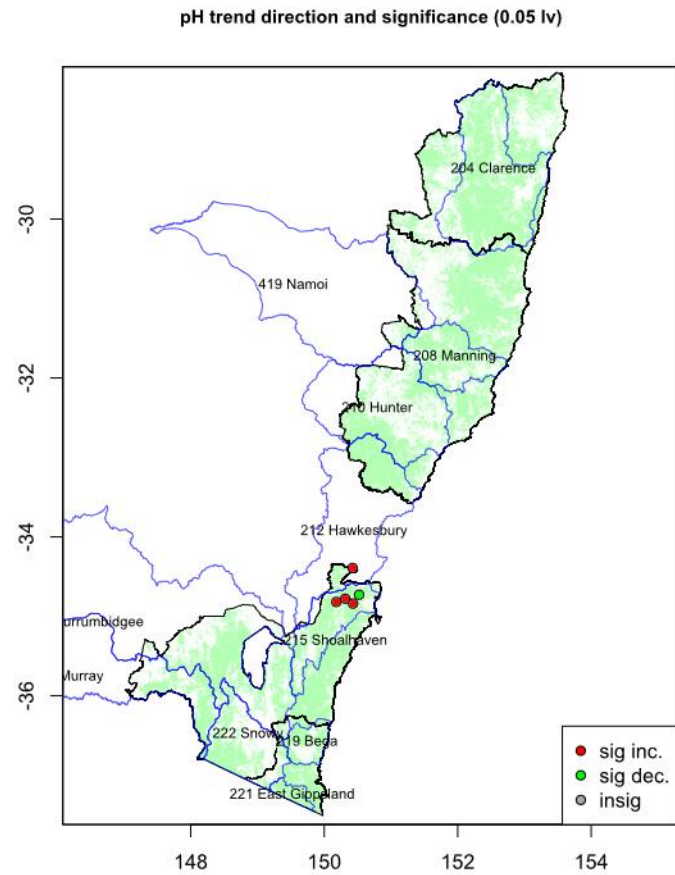 pH trend direction and significance (0.05 lv)
204 Clarence
-30
419 Namoi
208 Manning
-32
210 Hunter
-34
212 Hawkesbury
urrumbidgee
215 Shoalhaven
Murray
-36
222 Snowy
219 Bega
221 East Gippsland
sig inc.
sig dec.
insig
148
150
152
154